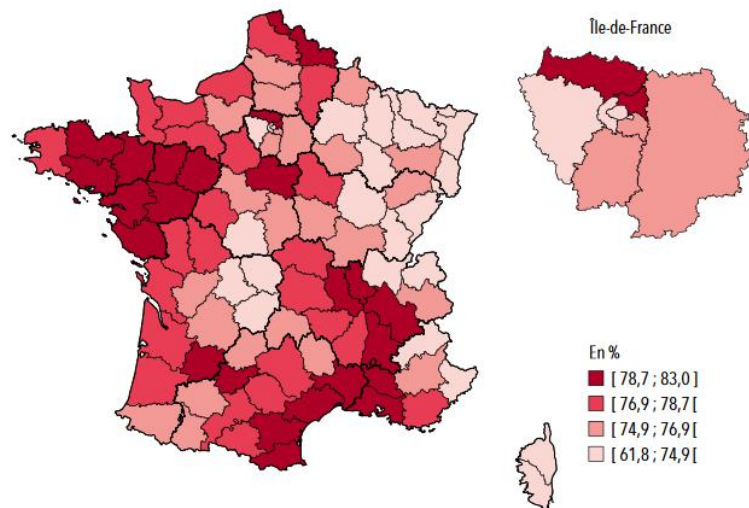 Île-de-France
En %
[ 78,7 ; 83,0 ]
[ 76,9 ; 78,7 [
[ 74,9 ; 76,9 [
[ 61,8 ; 74,9 [